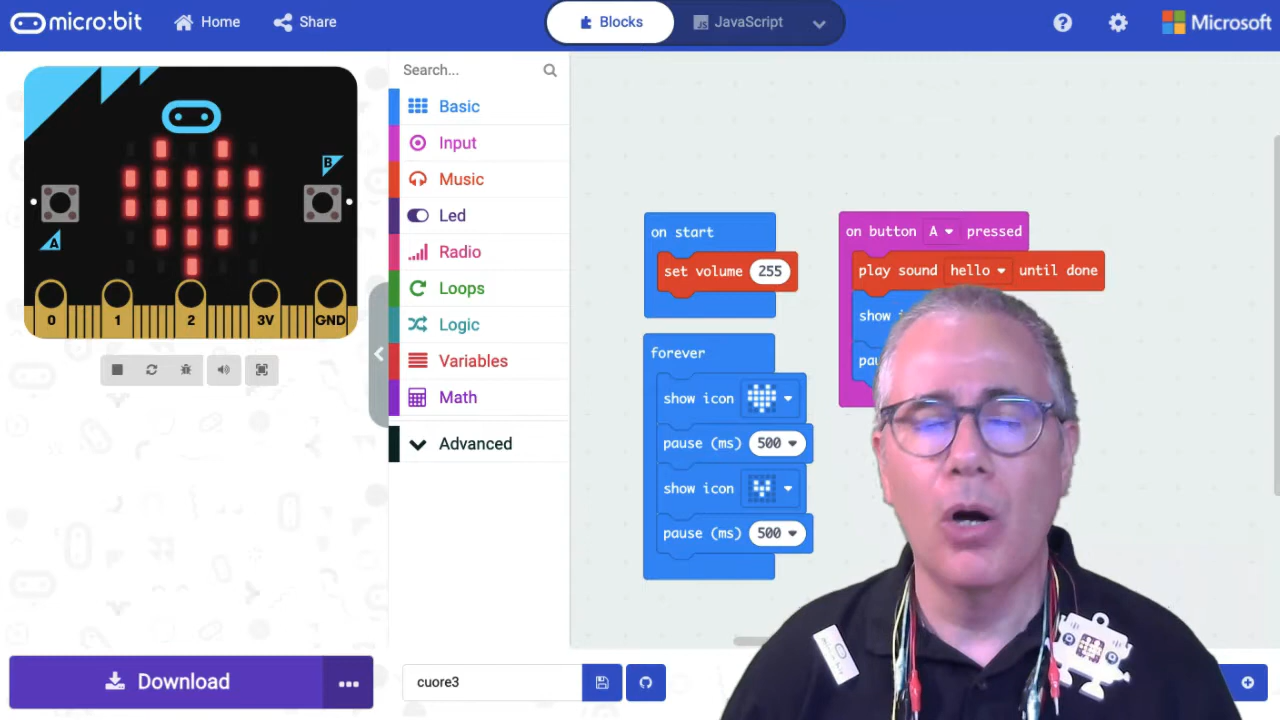 micro:bit
Home
Share
Blocks
JS JavaScript
?
Microsoft
A
B
0 1 2 3V GND
Download
Search...
Basic
Input
Music
Led
Radio
Loops
Logic
Variables
Math
Advanced
cuore3
on start
set volume 255
forever
show icon
pause (ms) 500
show icon
pause (ms) 500
on button A pressed
play sound hello until done